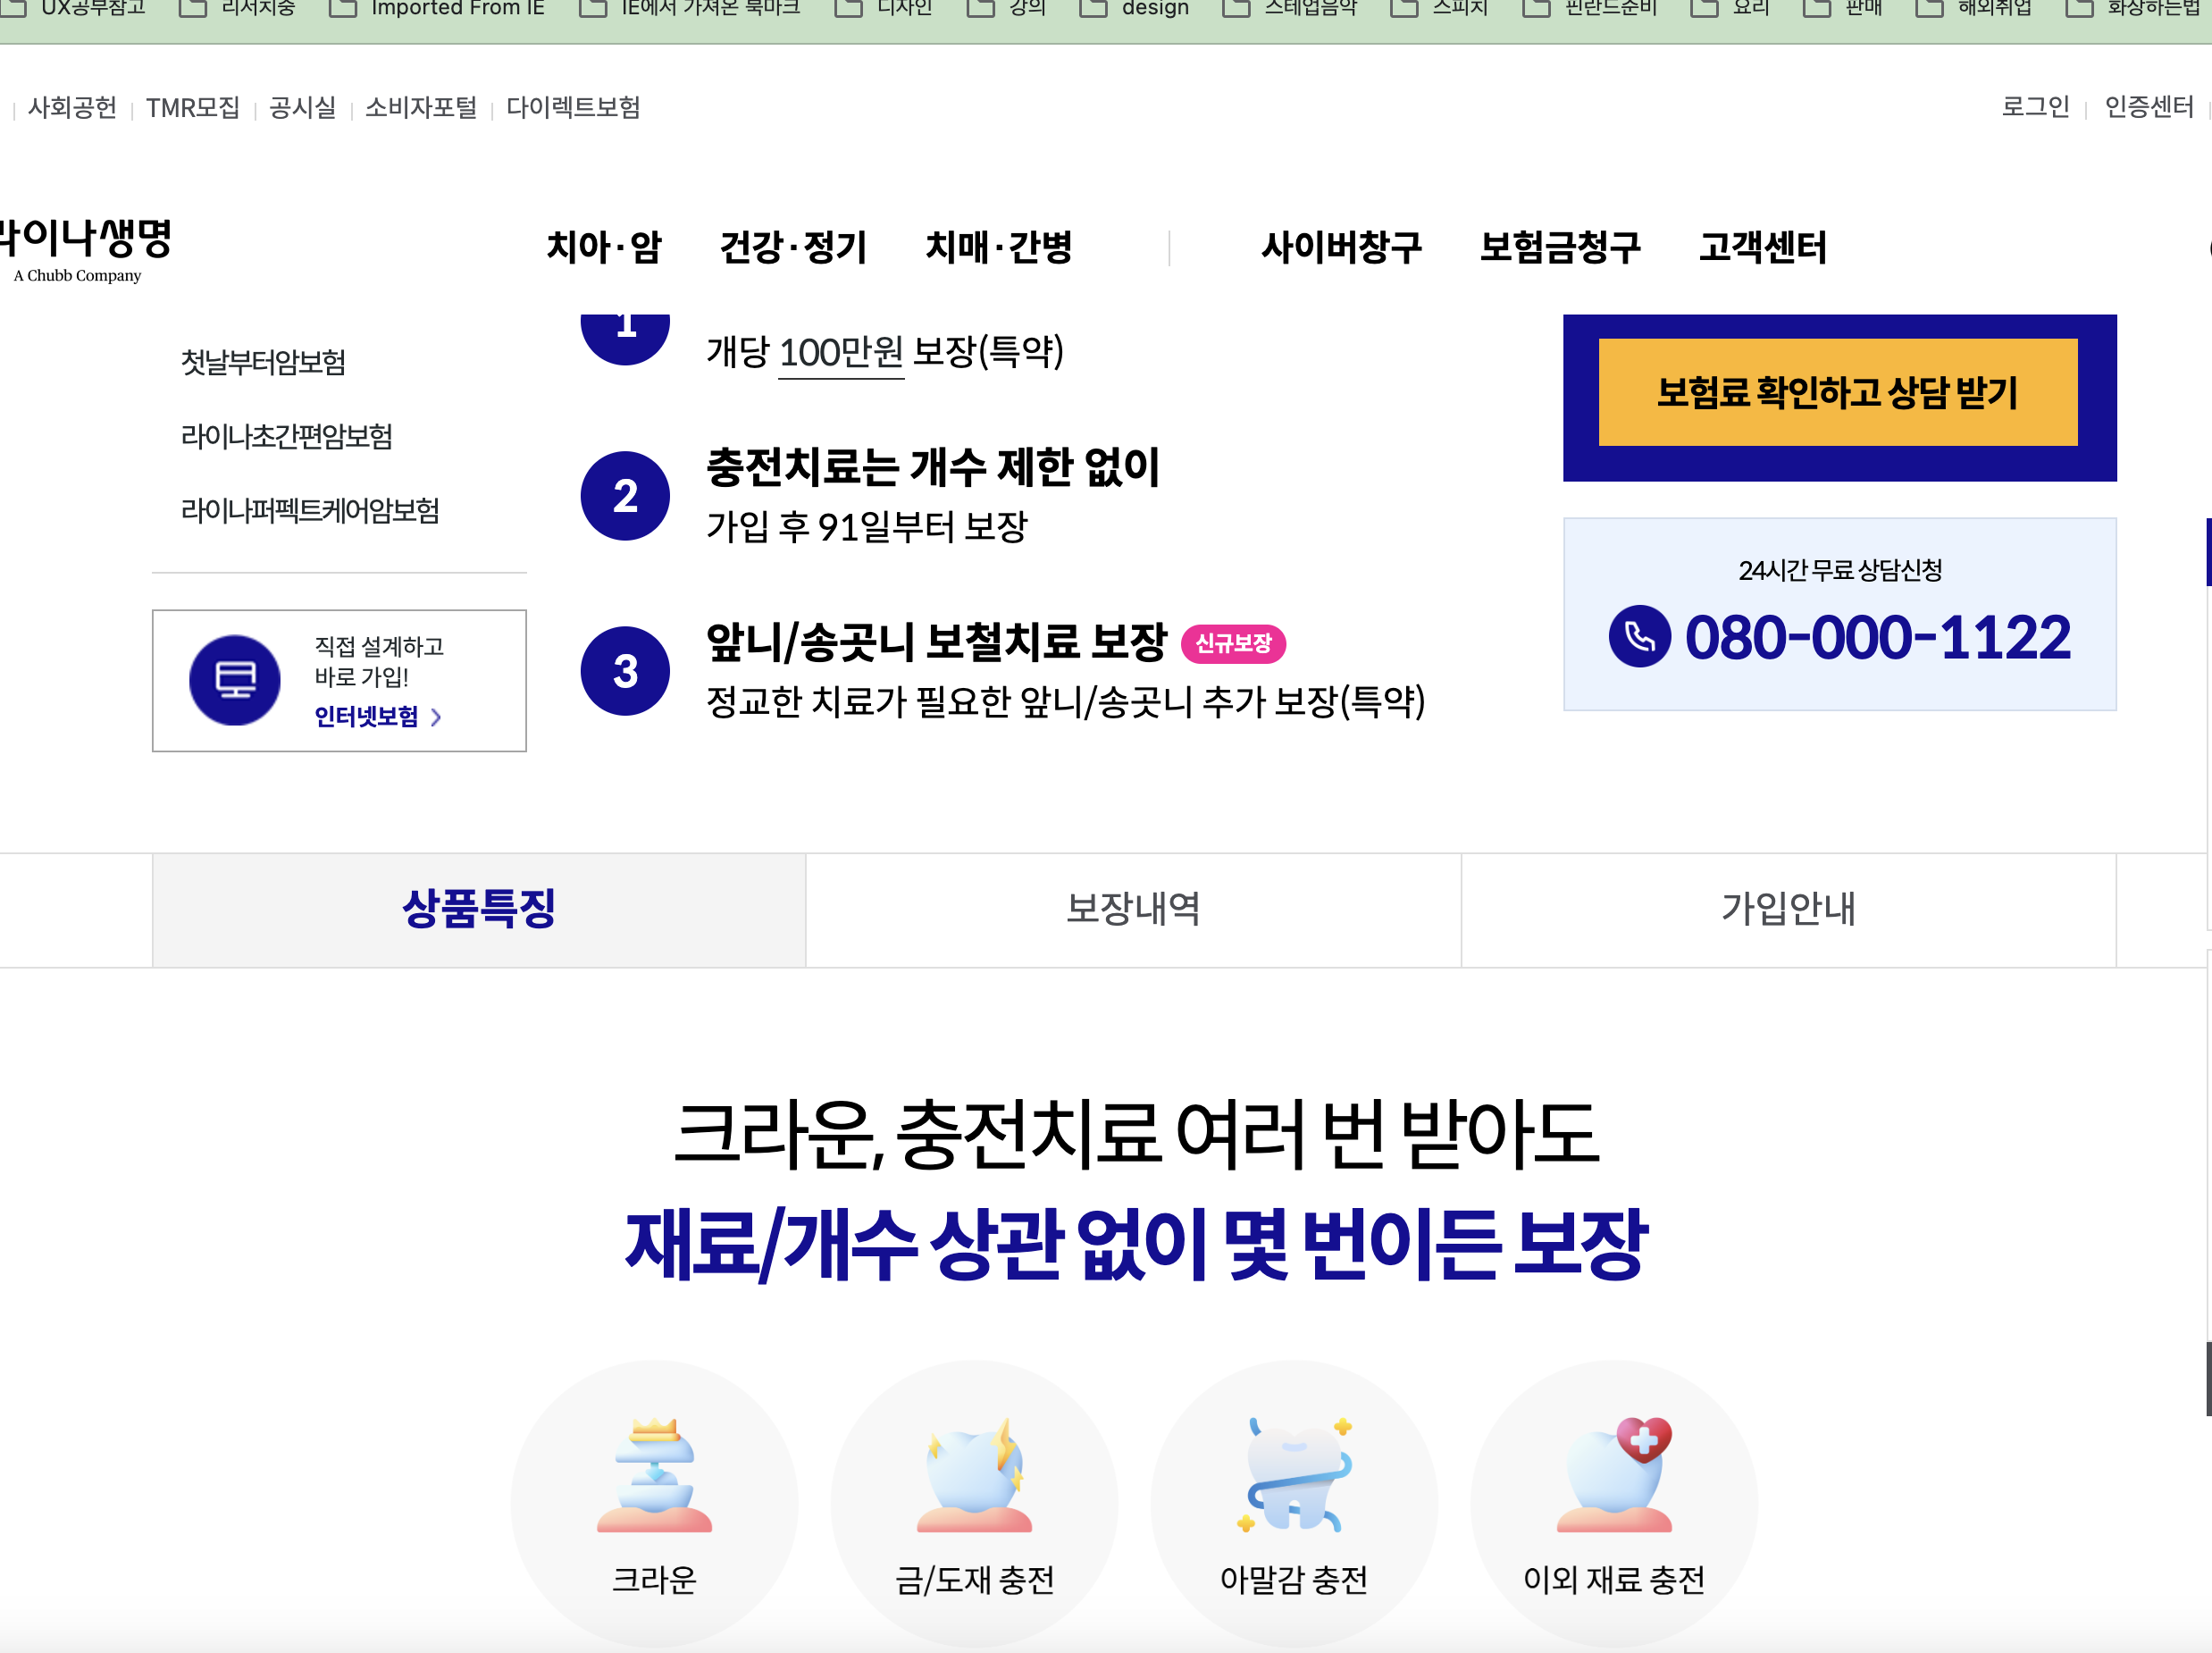 UX공부참고
리서치중
Imported From IE
IE에서 가져온 북마크
디자인
강의
design
스테업음악
스피치
핀란드준비
요리
판매
해외취업
화장하는법
사회공헌 TMR모집 공시실 소비자포털 다이렉트보험
로그인 인증센터
라이나생명
A Chubb Company
치아·암 건강·정기 치매·간병 사이버창구 보험금청구 고객센터
첫날부터암보험
라이나초간편암보험
라이나퍼펙트케어암보험
직접 설계하고
바로 가입!
인터넷보험
1
개당 100만원 보장(특약)
2
충전치료는 개수 제한 없이
가입 후 91일부터 보장
3
앞니/송곳니 보철치료 보장 신규보장
정교한 치료가 필요한 앞니/송곳니 추가 보장(특약)
보험료 확인하고 상담 받기
24시간 무료 상담신청
080-000-1122
상품특징 보장내역 가입안내
크라운, 충전치료 여러 번 받아도
재료/개수 상관 없이 몇 번이든 보장
크라운 금/도재 충전 아말감 충전 이외 재료 충전